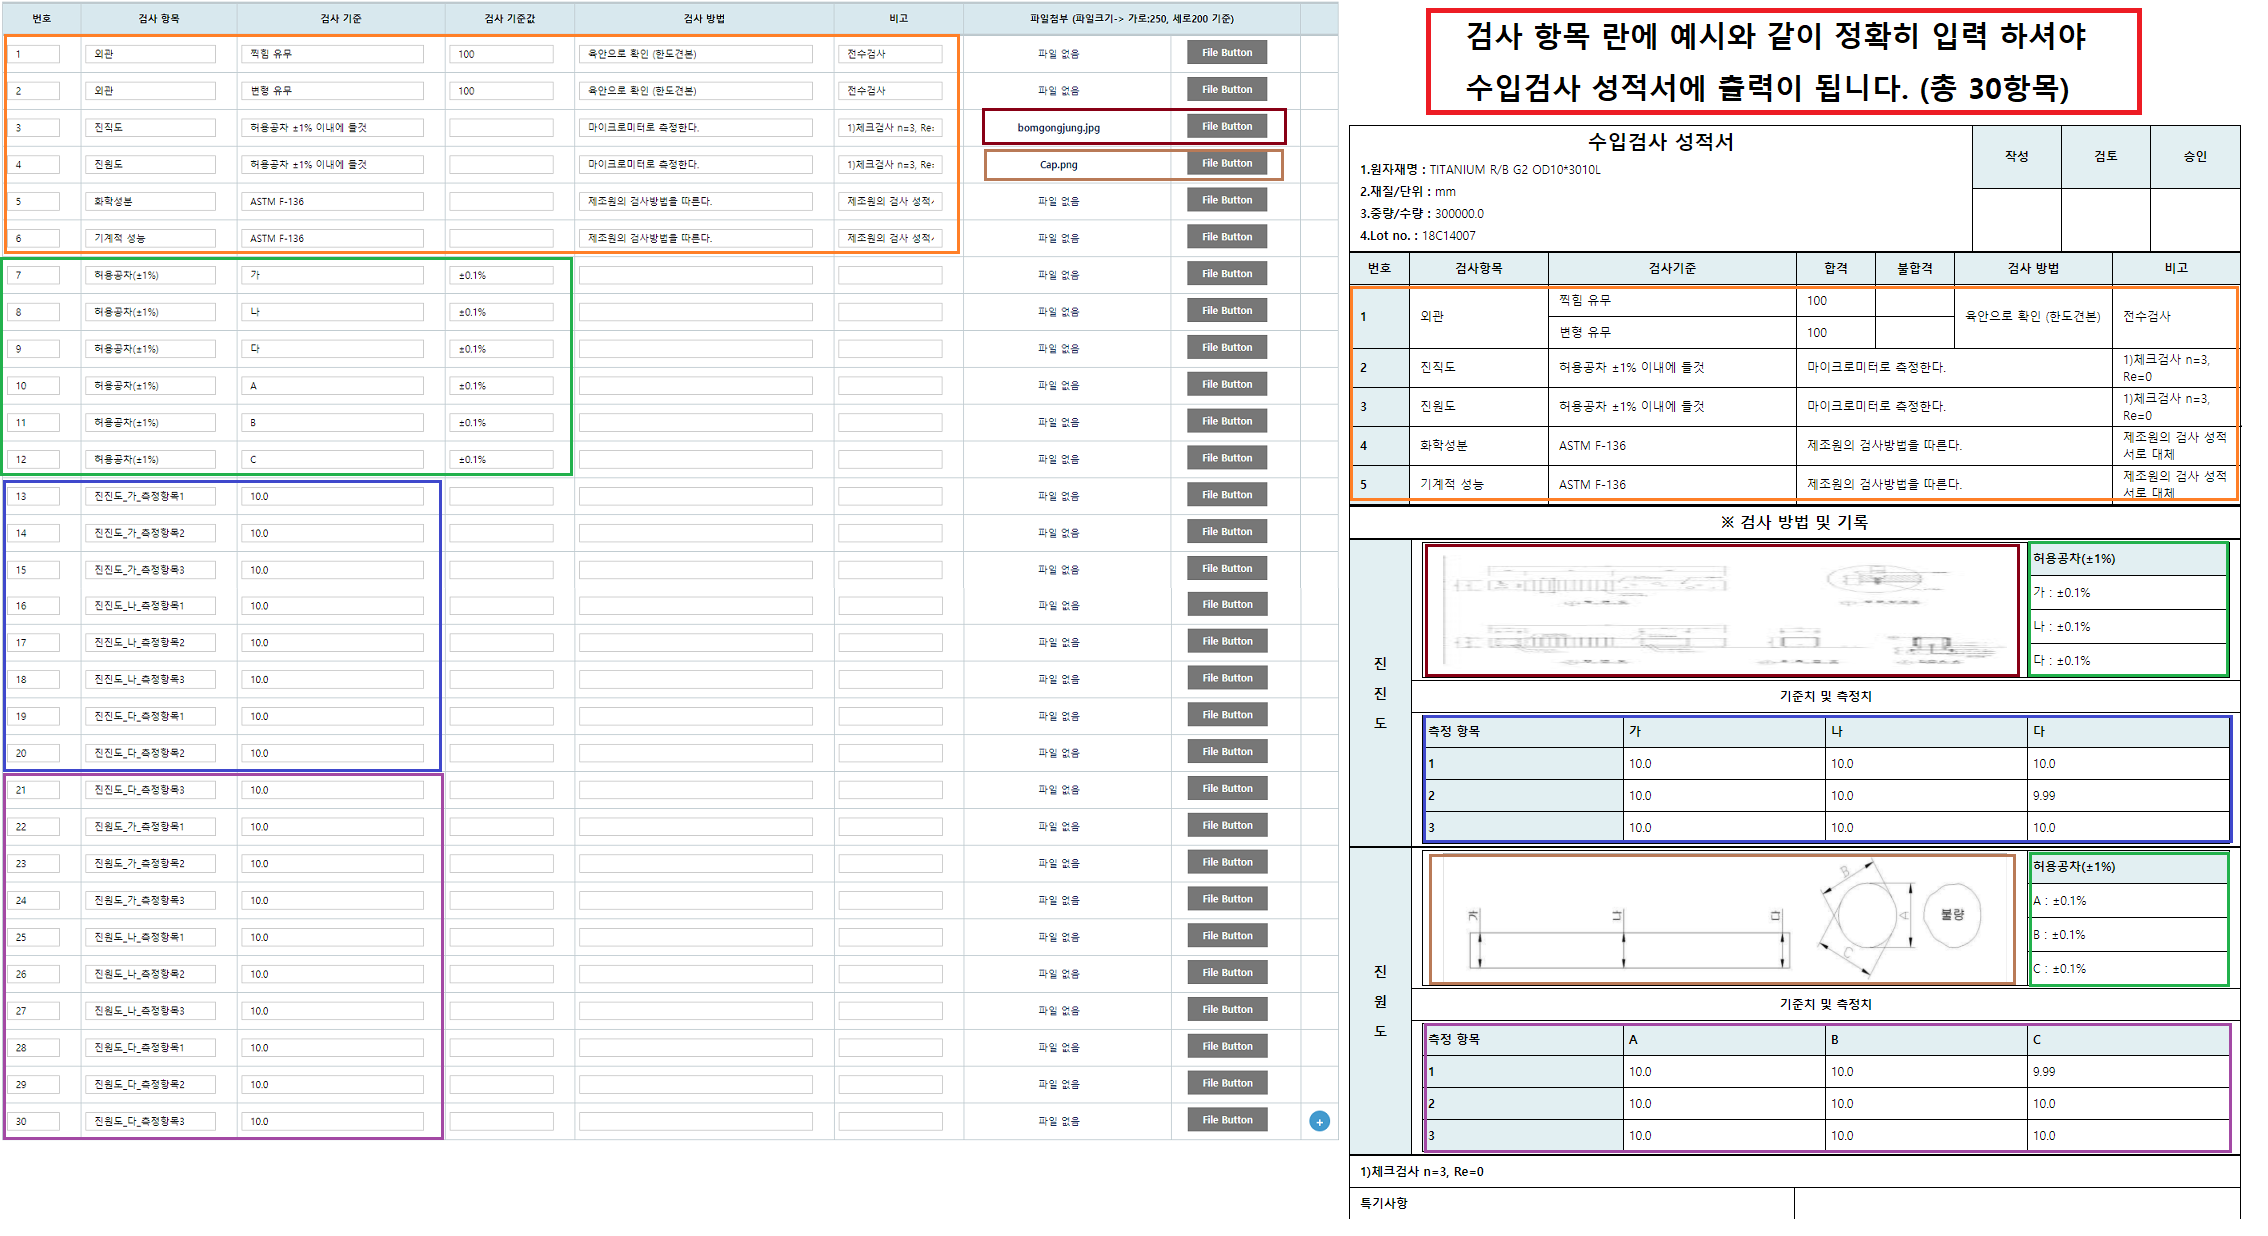 번호 검사 항목 검사 기준 검사 기준값 검사 방법 비고 파일첨부 (파일크기-> 가로:250, 세로200 기준)
1 외관 찍힘 유무 100 육안으로 확인 (한도견본) 전수검사 파일 없음 File Button
2 외관 변형 유무 100 육안으로 확인 (한도견본) 전수검사 파일 없음 File Button
3 진직도 허용공차 ±1% 이내에 들것 마이크로미터로 측정한다. 1)체크검사 n=3, Re: bomgongjung.jpg File Button
4 진원도 허용공차 ±1% 이내에 들것 마이크로미터로 측정한다. 1)체크검사 n=3, Re: Cap.png File Button
5 화학성분 ASTM F-136 제조원의 검사방법을 따른다. 제조원의 검사 성적 파일 없음 File Button
6 기계적 성능 ASTM F-136 제조원의 검사방법을 따른다. 제조원의 검사 성적 파일 없음 File Button
7 허용공차(±1%) 가 ±0.1% 파일 없음 File Button
8 허용공차(±1%) 나 ±0.1% 파일 없음 File Button
9 허용공차(±1%) 다 ±0.1% 파일 없음 File Button
10 허용공차(±1%) A ±0.1% 파일 없음 File Button
11 허용공차(±1%) B ±0.1% 파일 없음 File Button
12 허용공차(±1%) C ±0.1% 파일 없음 File Button
13 진진도_가_측정항목1 10.0 파일 없음 File Button
14 진진도_가_측정항목2 10.0 파일 없음 File Button
15 진진도_가_측정항목3 10.0 파일 없음 File Button
16 진진도_나_측정항목1 10.0 파일 없음 File Button
17 진진도_나_측정항목2 10.0 파일 없음 File Button
18 진진도_나_측정항목3 10.0 파일 없음 File Button
19 진진도_다_측정항목1 10.0 파일 없음 File Button
20 진진도_다_측정항목2 10.0 파일 없음 File Button
21 진진도_다_측정항목3 10.0 파일 없음 File Button
22 진원도_가_측정항목1 10.0 파일 없음 File Button
23 진원도_가_측정항목2 10.0 파일 없음 File Button
24 진원도_가_측정항목3 10.0 파일 없음 File Button
25 진원도_나_측정항목1 10.0 파일 없음 File Button
26 진원도_나_측정항목2 10.0 파일 없음 File Button
27 진원도_나_측정항목3 10.0 파일 없음 File Button
28 진원도_다_측정항목1 10.0 파일 없음 File Button
29 진원도_다_측정항목2 10.0 파일 없음 File Button
30 진원도_다_측정항목3 10.0 파일 없음 File Button +
검사 항목 란에 예시와 같이 정확히 입력 하셔야
수입검사 성적서에 출력이 됩니다. (총 30항목)
수입검사 성적서 작성 검토 승인
1.원자재명 : TITANIUM R/B G2 OD10*3010L
2.재질/단위 : mm
3.중량/수량 : 300000.0
4.Lot no. : 18C14007
번호 검사항목 검사기준 합격 불합격 검사 방법 비고
1 외관 찍힘 유무 100 육안으로 확인 (한도견본) 전수검사
변형 유무 100
2 진직도 허용공차 ±1% 이내에 들것 마이크로미터로 측정한다. 1)체크검사 n=3,
Re=0
3 진원도 허용공차 ±1% 이내에 들것 마이크로미터로 측정한다. 1)체크검사 n=3,
Re=0
4 화학성분 ASTM F-136 제조원의 검사방법을 따른다. 제조원의 검사 성적
서로 대체
5 기계적 성능 ASTM F-136 제조원의 검사방법을 따른다. 제조원의 검사 성적
서로 대체
※ 검사 방법 및 기록
진
진
도
허용공차(±1%)
가 : ±0.1%
나 : ±0.1%
다 : ±0.1%
기준치 및 측정치
측정 항목 가 나 다
1 10.0 10.0 10.0
2 10.0 10.0 9.99
3 10.0 10.0 10.0
진
원
도
가 나 다 B A C 불량
허용공차(±1%)
A : ±0.1%
B : ±0.1%
C : ±0.1%
기준치 및 측정치
측정 항목 A B C
1 10.0 10.0 9.99
2 10.0 10.0 10.0
3 10.0 10.0 10.0
1)체크검사 n=3, Re=0
특기사항